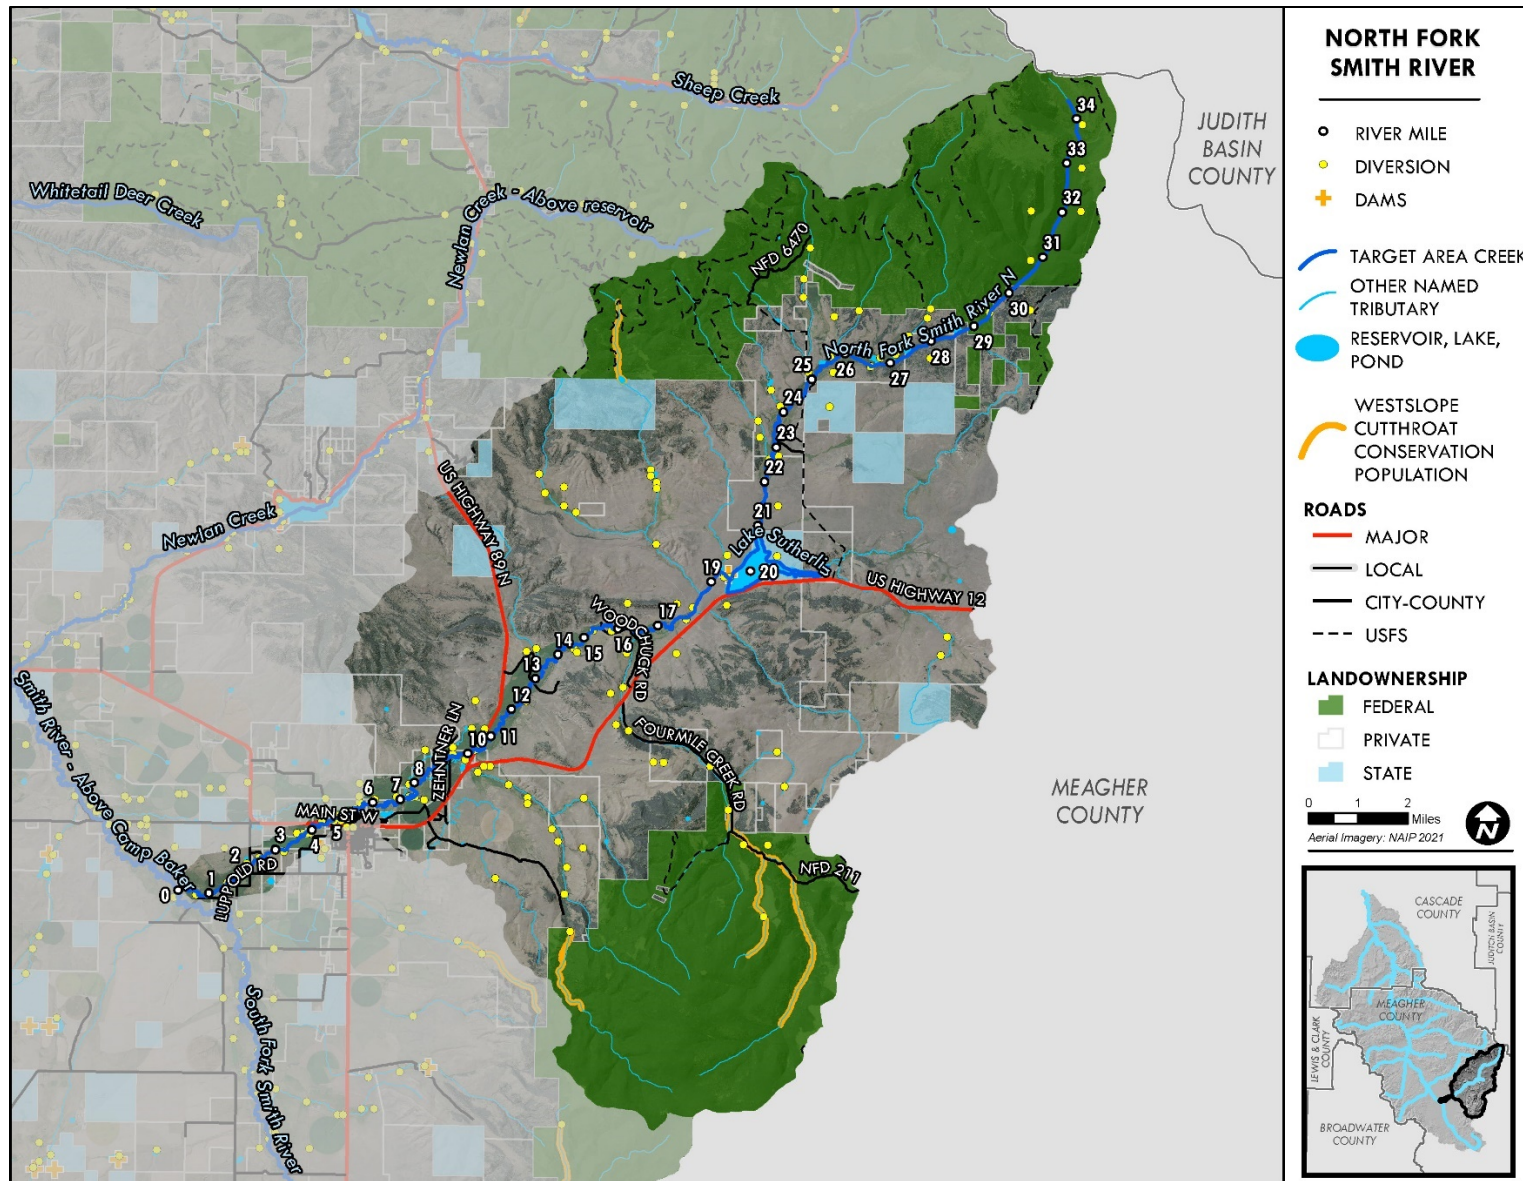 Sheep Creek
Whitetail Deer Creek
Newlan Creek - Above reservoir
Newlan Creek
Smith River - Above Camp Baker
South Fork Smith River
North Fork Smith River N
Lake Sutherlin
JUDITH
BASIN
COUNTY
MEAGHER
COUNTY
NFD 6470
US HIGHWAY 89 N
US HIGHWAY 12
WOODCHUCK RD
FOURMILE CREEK RD
NFD 211
ZEHNTNER LN
MAIN ST W
LUPPOLD RD
34
33
32
31
30
29
28
27
26
25
24
23
22
21
20
19
17
16
15
14
13
12
11
10
8
7
6
5
4
3
2
1
0
NORTH FORK
SMITH RIVER
RIVER MILE
DIVERSION
DAMS
TARGET AREA CREEK
OTHER NAMED
TRIBUTARY
RESERVOIR, LAKE,
POND
WESTSLOPE
CUTTHROAT
CONSERVATION
POPULATION
ROADS
MAJOR
LOCAL
CITY-COUNTY
USFS
LANDOWNERSHIP
FEDERAL
PRIVATE
STATE
0 1 2
Miles
Aerial Imagery: NAIP 2021
N
CASCADE
COUNTY
JUDITH BASIN
COUNTY
MEAGHER
COUNTY
LEWIS & CLARK
COUNTY
BROADWATER
COUNTY